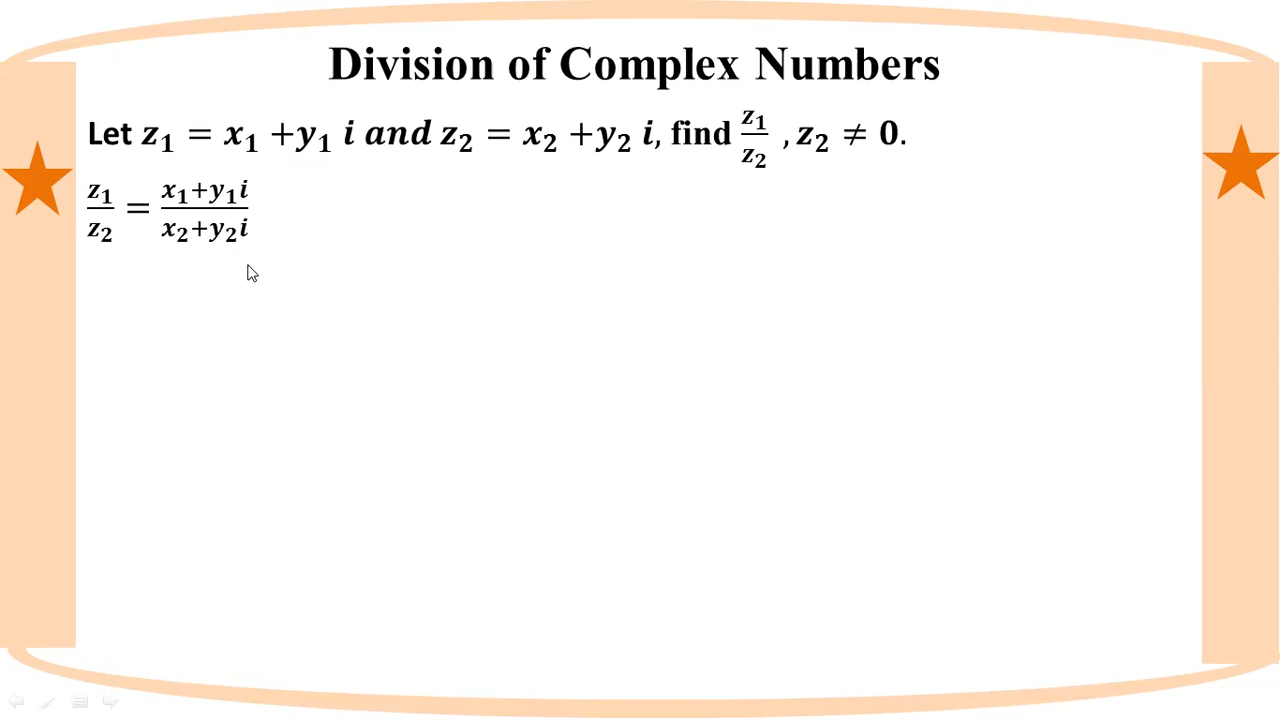 Division of Complex Numbers
Let z₁ = x₁ +y₁ i and z₂ = x₂ +y₂ i, find z₁/z₂ , z₂ ≠ 0.
z₁/z₂ = (x₁+y₁i)/(x₂+y₂i)